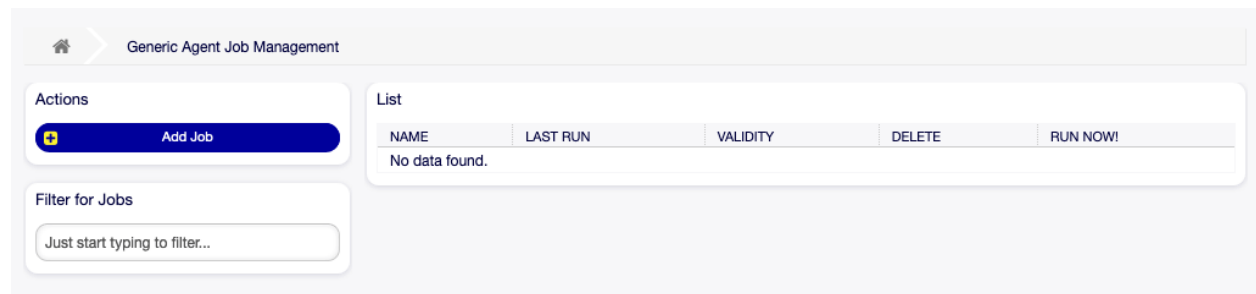 Generic Agent Job Management
Actions
Add Job
Filter for Jobs
Just start typing to filter...
List
NAME LAST RUN VALIDITY DELETE RUN NOW!
No data found.